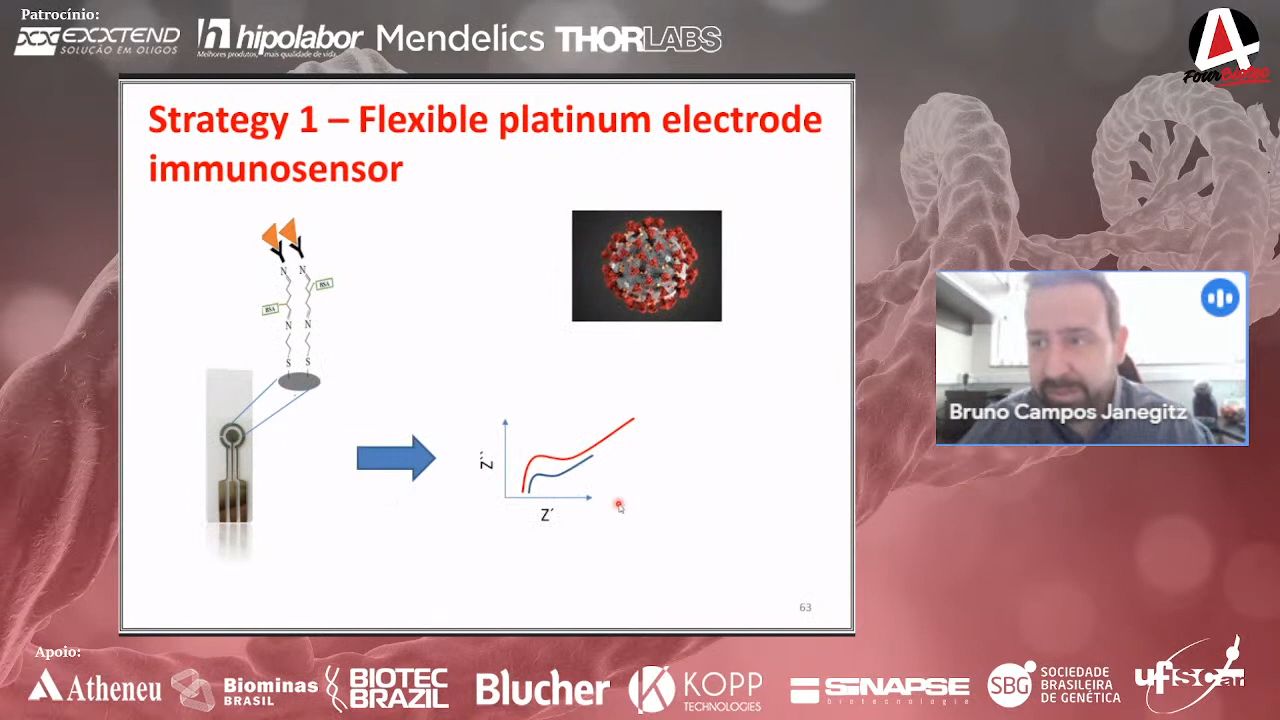 Patrocínio:
EXXTEND
SOLUÇÃO EM OLIGOS
hipolabor
Melhores produtos, mais qualidade de vida.
Mendelics
THORLABS
FourBiotec
Strategy 1 – Flexible platinum electrode
immunosensor
N N
BSA
BSA
N N
S S
Z´´
Z´
63
Bruno Campos Janegitz
Apoio:
Atheneu
Biominas
BRASIL
BIOTEC
BRAZIL
Blucher
KOPP
TECHNOLOGIES
SINAPSE
biotecnologia
SBG
SOCIEDADE
BRASILEIRA
DE GENÉTICA
ufscar